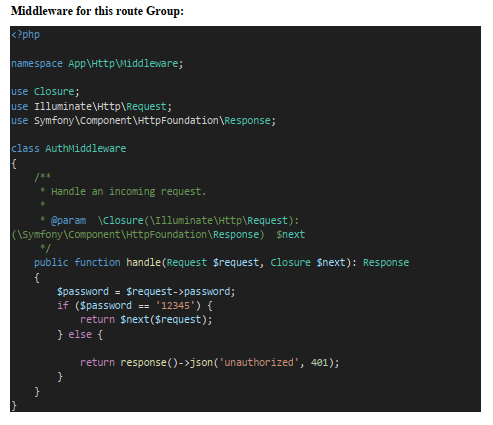 Middleware for this route Group:
<?php
namespace App\Http\Middleware;
use Closure;
use Illuminate\Http\Request;
use Symfony\Component\HttpFoundation\Response;
class AuthMiddleware
{
/**
* Handle an incoming request.
*
* @param  \Closure(\Illuminate\Http\Request):
(\Symfony\Component\HttpFoundation\Response)  $next
*/
public function handle(Request $request, Closure $next): Response
{
$password = $request->password;
if ($password == '12345') {
return $next($request);
} else {
return response()->json('unauthorized', 401);
}
}
}